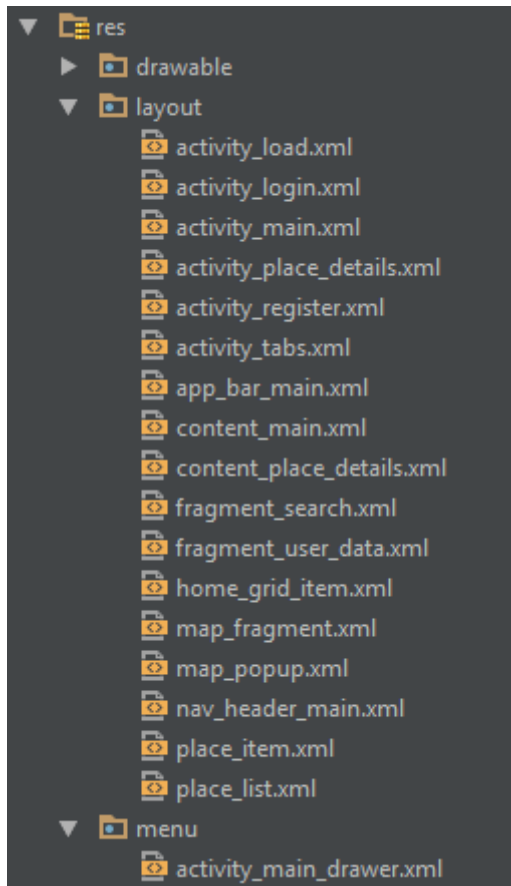 res
drawable
layout
activity_load.xml
activity_login.xml
activity_main.xml
activity_place_details.xml
activity_register.xml
activity_tabs.xml
app_bar_main.xml
content_main.xml
content_place_details.xml
fragment_search.xml
fragment_user_data.xml
home_grid_item.xml
map_fragment.xml
map_popup.xml
nav_header_main.xml
place_item.xml
place_list.xml
menu
activity_main_drawer.xml